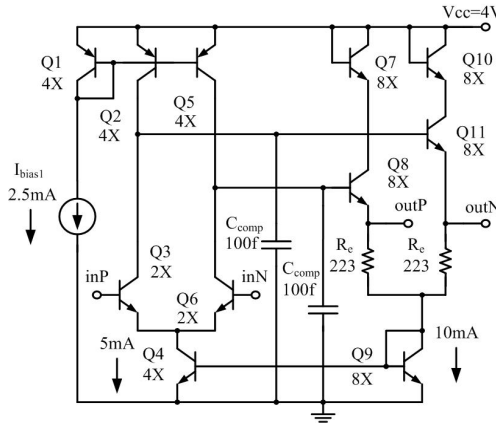 Vcc=4V
Q1
4X
Q2
4X
Q5
4X
Q7
8X
Q10
8X
Q11
8X
Ibias1
2.5mA
Q8
8X
outP
outN
Ccomp
100f
Re
223
Re
223
Ccomp
100f
Q3
2X
inP
inN
Q6
2X
5mA
Q4
4X
Q9
8X
10mA